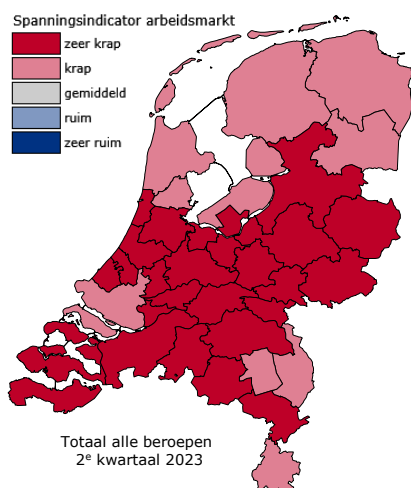 Spanningsindicator arbeidsmarkt
zeer krap
krap
gemiddeld
ruim
zeer ruim
Totaal alle beroepen
2e kwartaal 2023